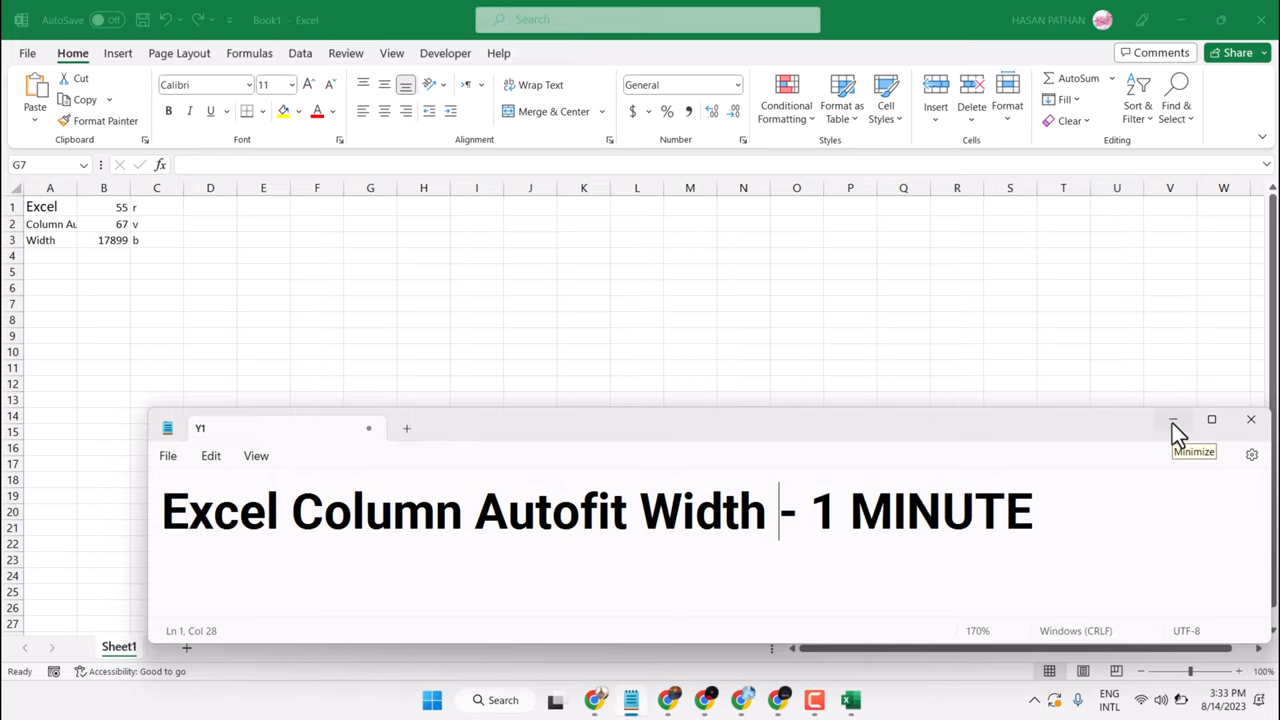 AutoSave Off Book1 - Excel Search HASAN PATHAN
File Home Insert Page Layout Formulas Data Review View Developer Help Comments Share
Paste Cut Calibri 11 Wrap Text General Conditional Formatting Format as Table Cell Styles Insert Delete Format AutoSum Sort & Filter Find & Select
Copy B I U A Merge & Center $ % Fill
Format Painter Clear
Clipboard Font Alignment Number Styles Cells Editing
G7 fx
A B C D E F G H I J K L M N O P Q R S T U V W
1 Excel 55 r
2 Column Au 67 v
3 Width 17899 b
4
5
6
7
8
9
10
11
12
13
14
15
16
17
18
19
20
21
22
23
24
25
26
27
Y1
Minimize
File Edit View
Excel Column Autofit Width - 1 MINUTE
Ln 1, Col 28 170% Windows (CRLF) UTF-8
Sheet1
Ready Accessibility: Good to go 100%
Search ENG INTL 3:33 PM 8/14/2023